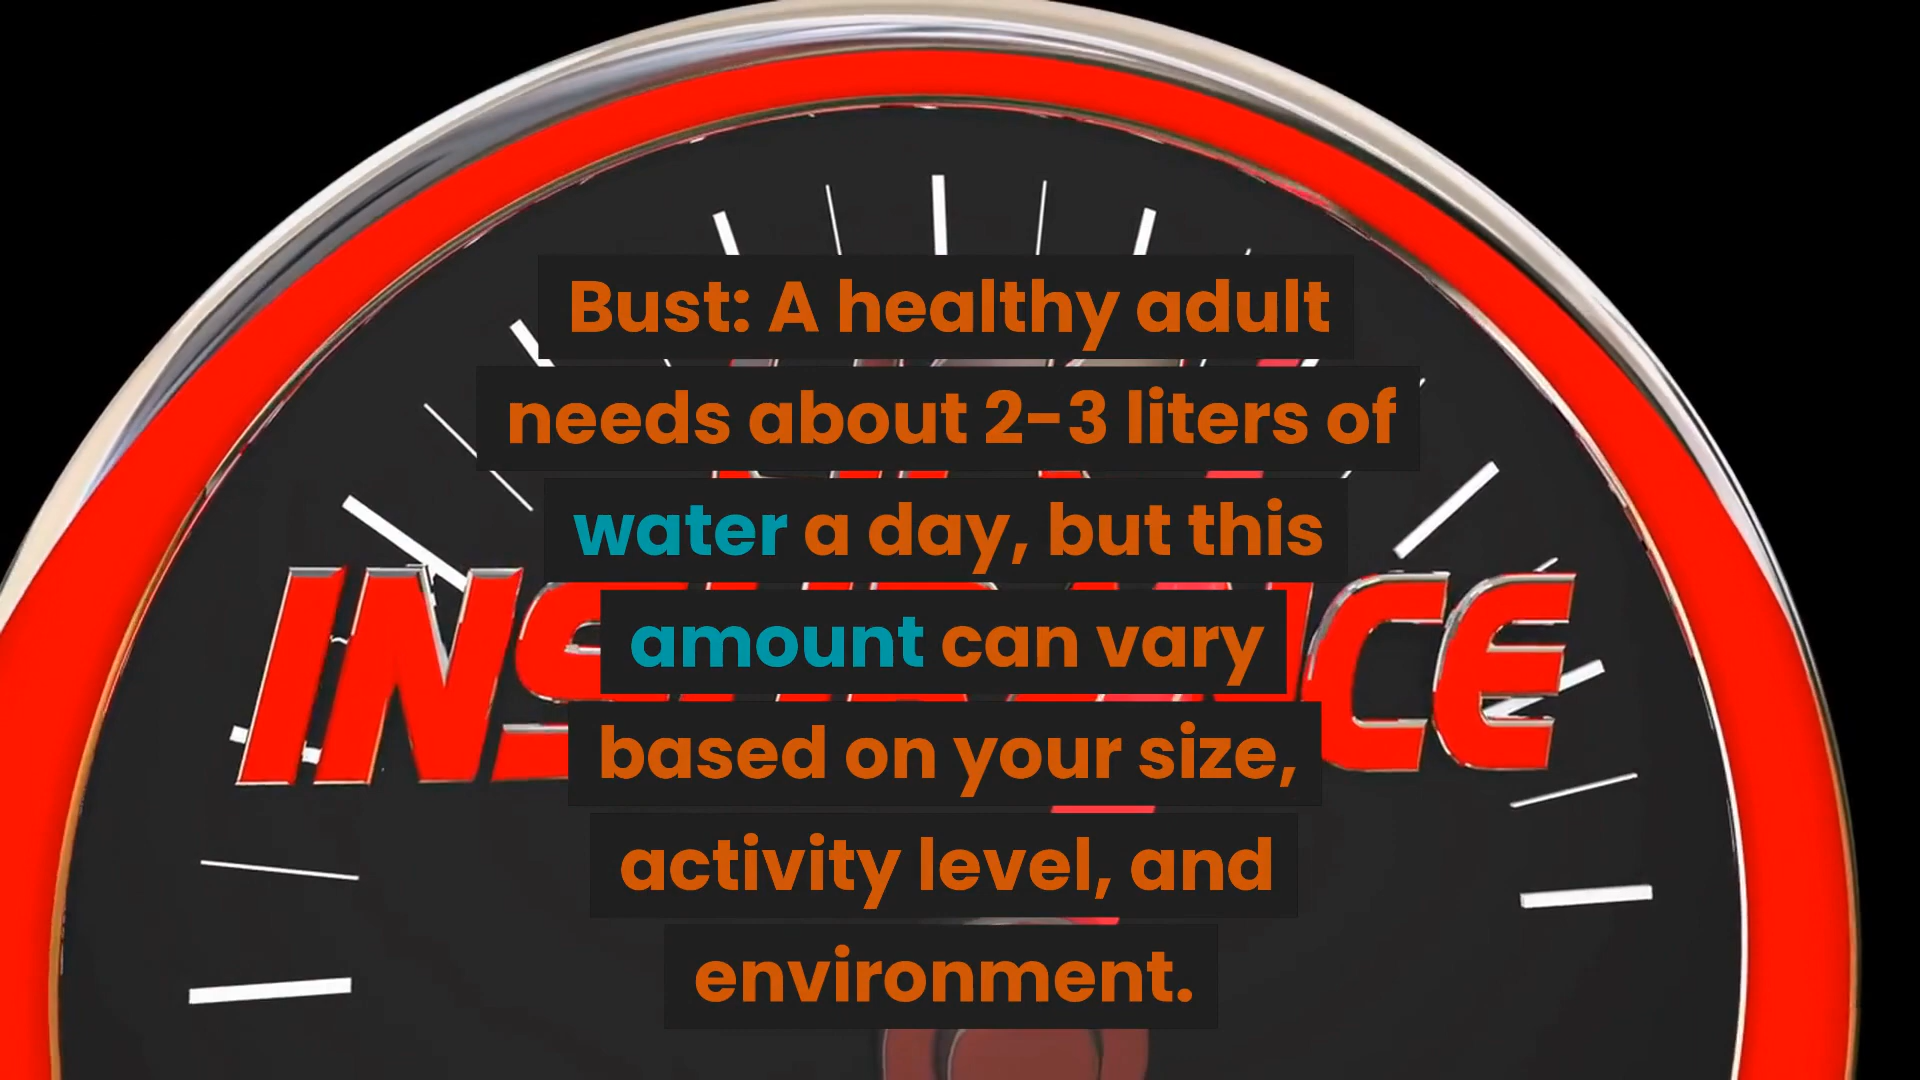 Bust: A healthy adult
needs about 2-3 liters of
water a day, but this
amount can vary
based on your size,
activity level, and
environment.
INSURANCE